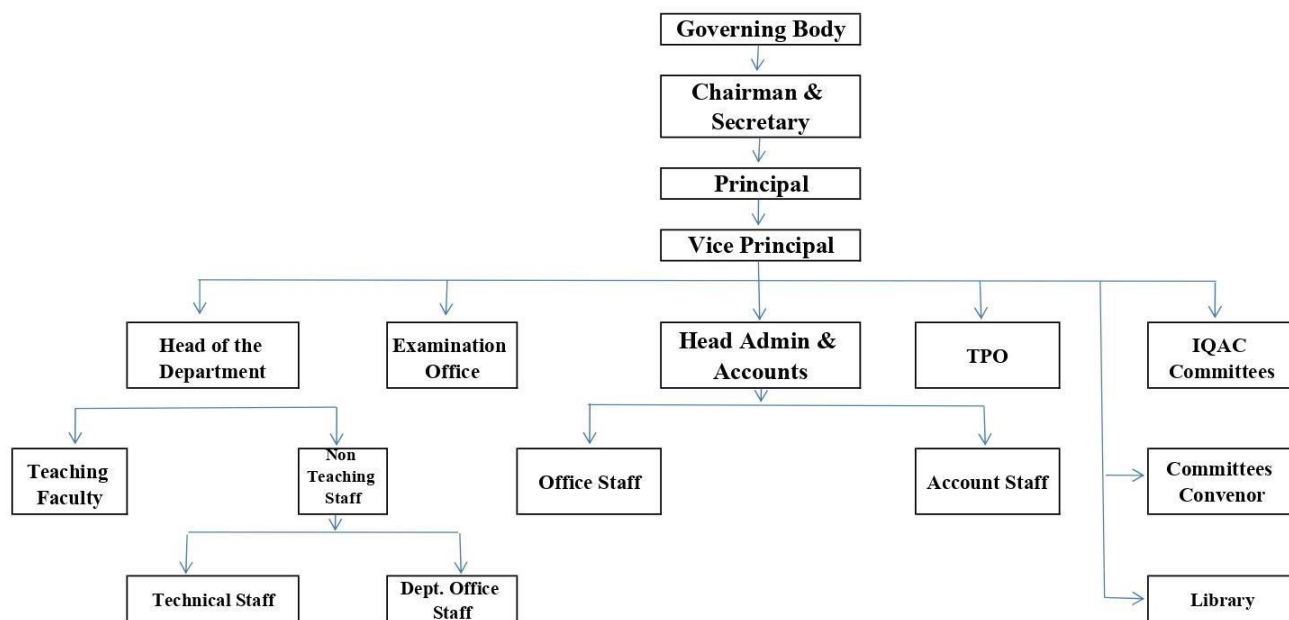 Governing Body
Chairman &
Secretary
Principal
Vice Principal
Head of the
Department
Examination
Office
Head Admin &
Accounts
TPO
IQAC
Committees
Teaching
Faculty
Non
Teaching
Staff
Office Staff
Account Staff
Committees
Convenor
Technical Staff
Dept. Office
Staff
Library